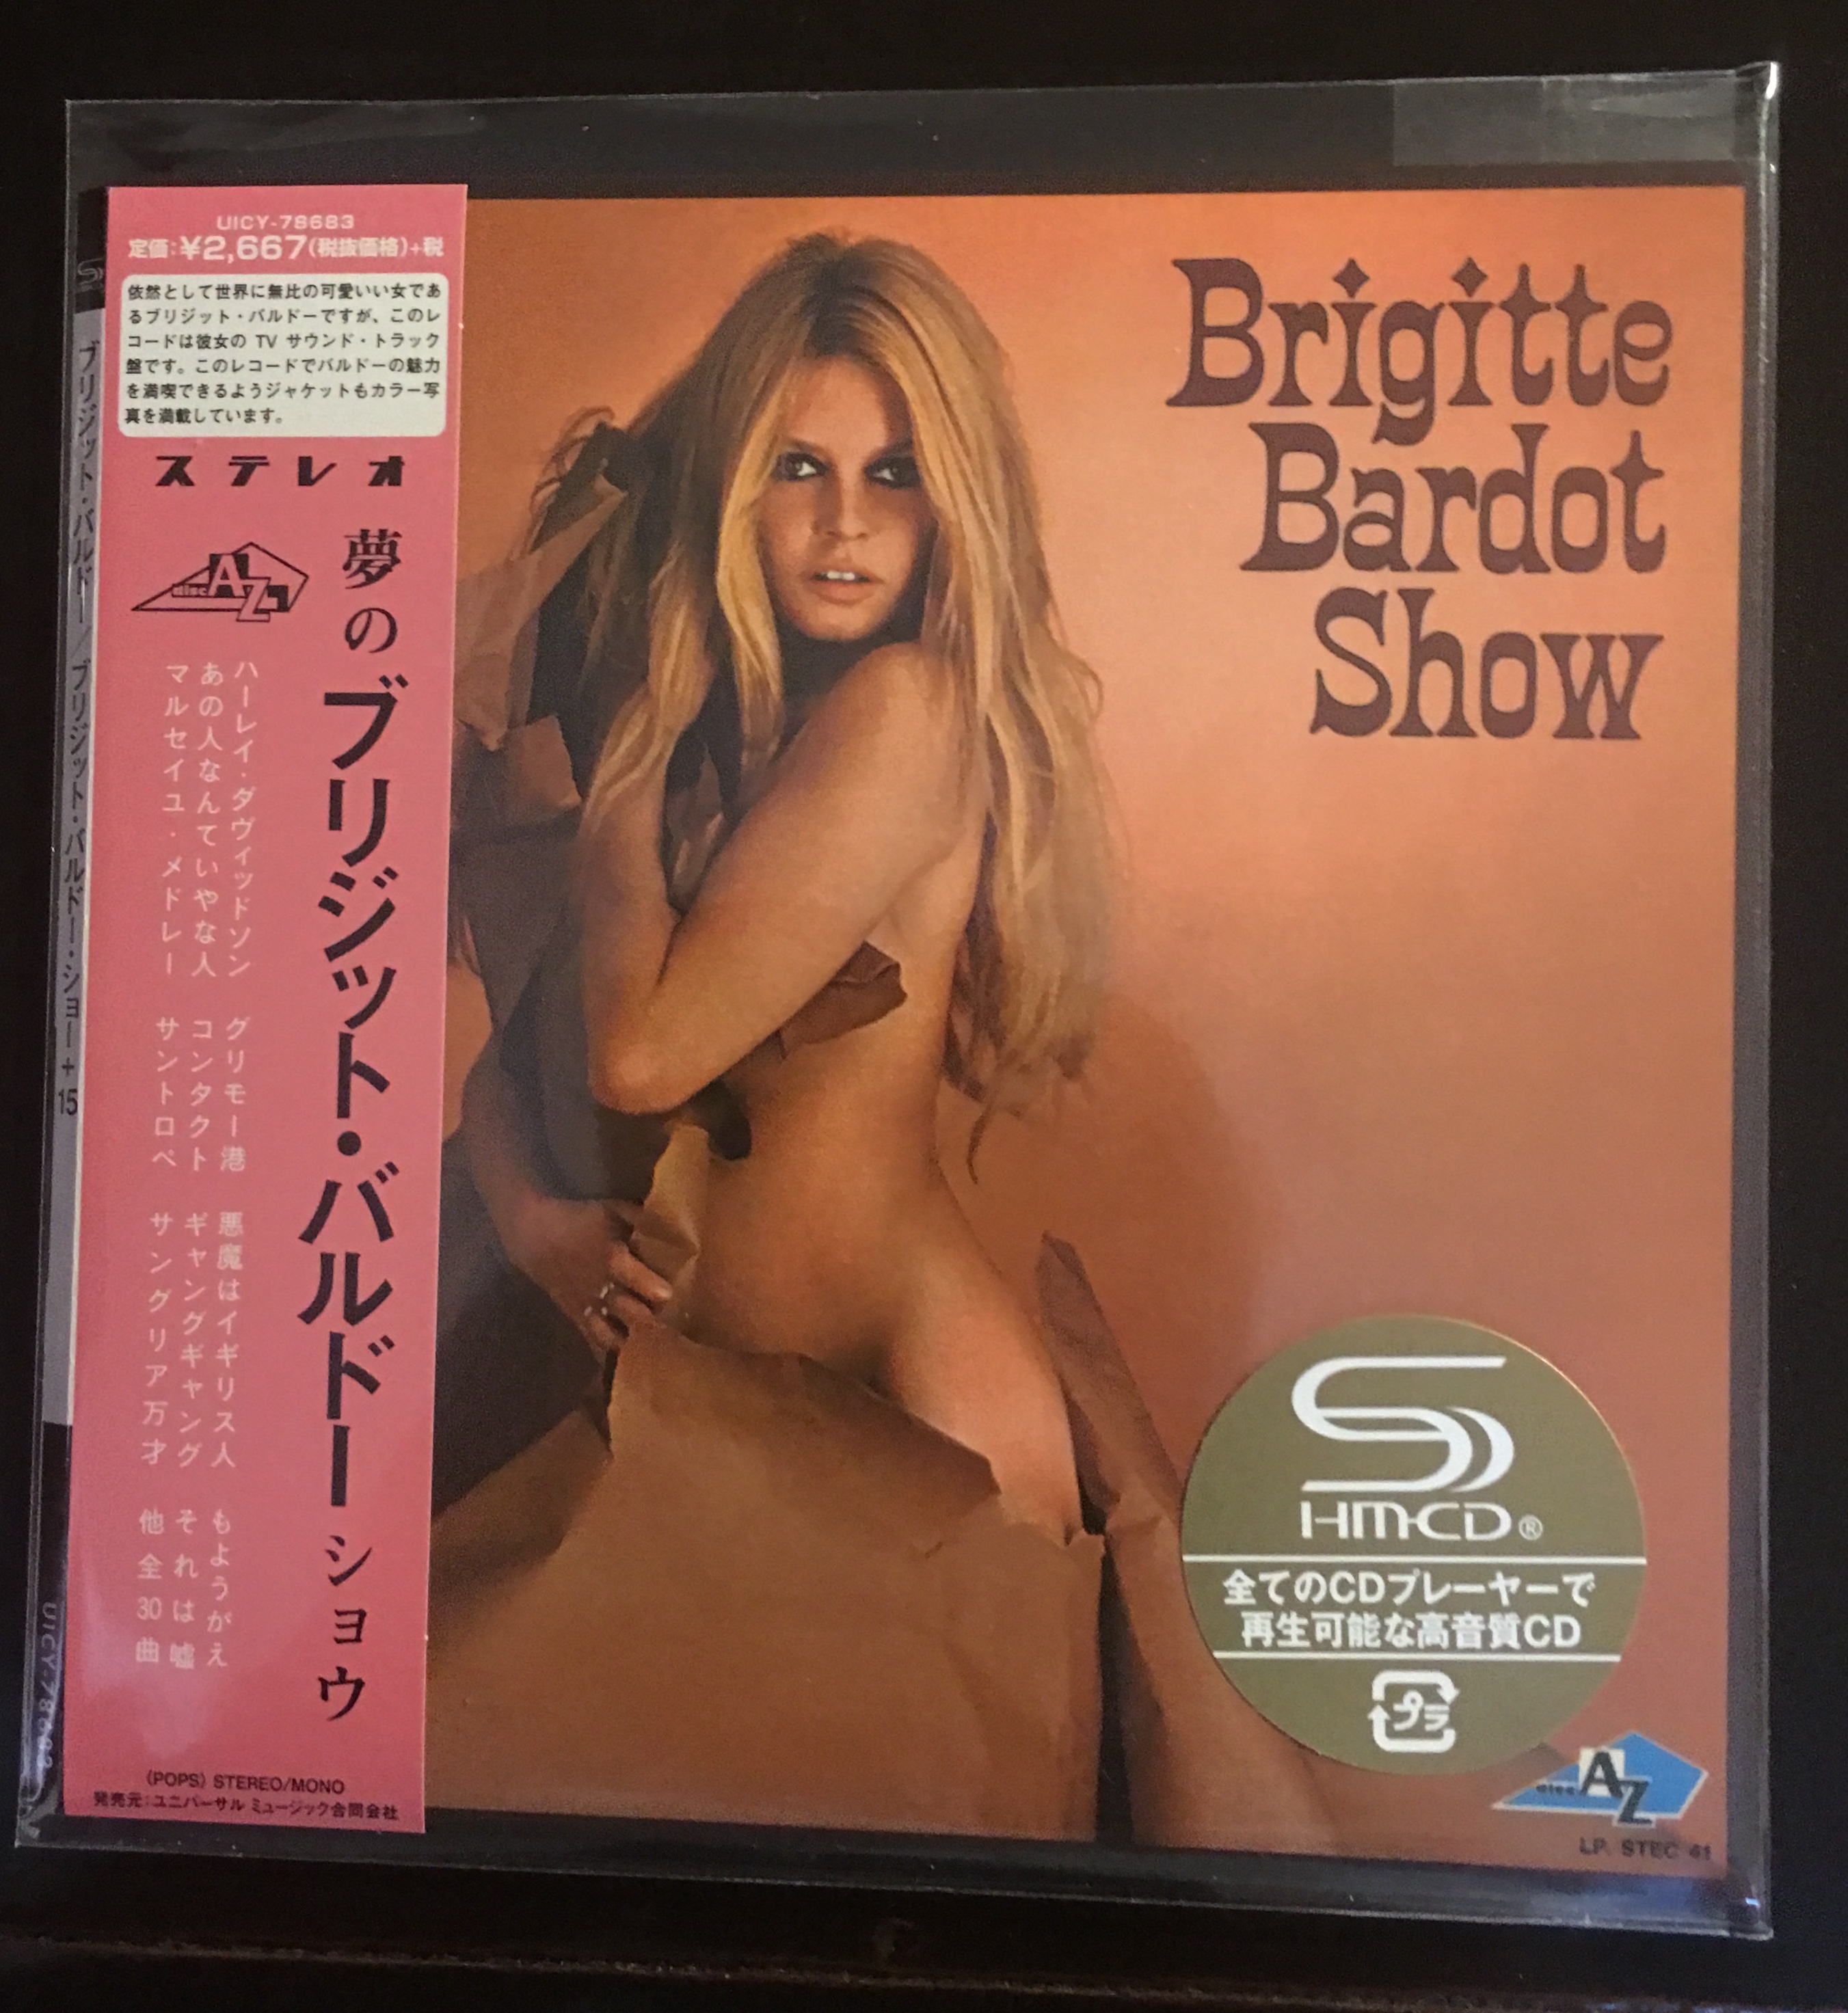 UICY-78683
定価:¥2,667(税抜価格)+税
依然として世界に無比の可愛いい女であ
るブリジット・バルドーですが、このレ
コードは彼女の TV サウンド・トラック
盤です。このレコードでバルドーの魅力
を満喫できるようジャケットもカラー写
真を満載しています。
ステレオ
disc AZ
夢のブリジット・バルドーショウ
ハーレイ・ダヴィッドソン グリモー港 悪魔はイギリス人 もようがえ
あの人なんていやな人 コンタクト ギャングギャング それは嘘
マルセイユ・メドレー サントロペ サングリア万才 他全30曲
(POPS) STEREO/MONO
発売元:ユニバーサル ミュージック合同会社
ブリジット・バルドー/ブリジット・バルドー・ショー+15
UICY-78683
Brigitte
Bardot
Show
SHM-CD®
全てのCDプレーヤーで
再生可能な高音質CD
プラ
disc AZ
LP. STEC 41